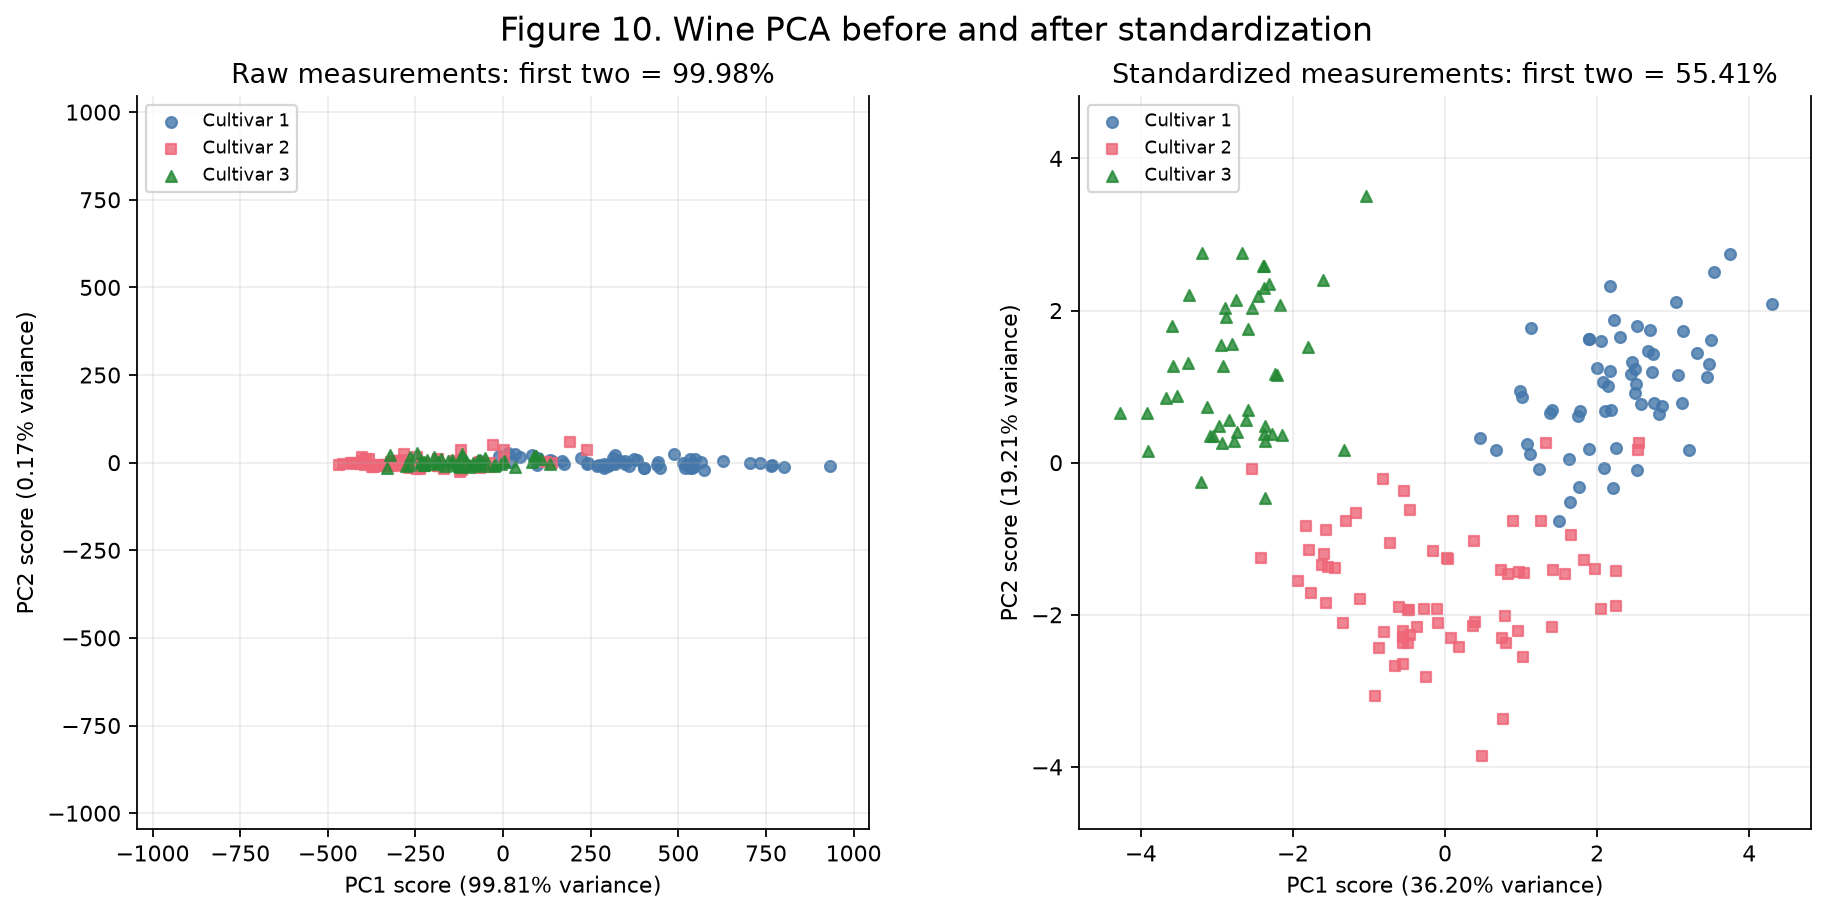 Figure 10. Wine PCA before and after standardization
Raw measurements: first two = 99.98%
Cultivar 1
Cultivar 2
Cultivar 3
1000
750
500
250
0
−250
−500
−750
−1000
PC2 score (0.17% variance)
−1000 −750 −500 −250 0 250 500 750 1000
PC1 score (99.81% variance)
Standardized measurements: first two = 55.41%
Cultivar 1
Cultivar 2
Cultivar 3
4
2
0
−2
−4
PC2 score (19.21% variance)
−4 −2 0 2 4
PC1 score (36.20% variance)